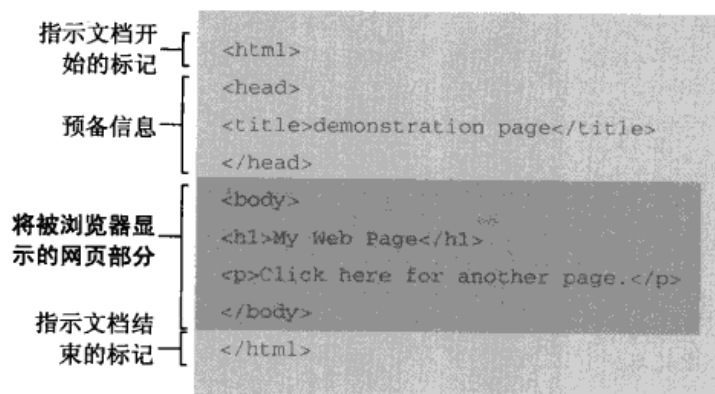 指示文档开
始的标记
<html>
<head>
预备信息
<title>demonstration page</title>
</head>
<body>
将被浏览器显
示的网页部分
<h1>My Web Page</h1>
<p>Click here for another page.</p>
</body>
指示文档结
束的标记
</html>